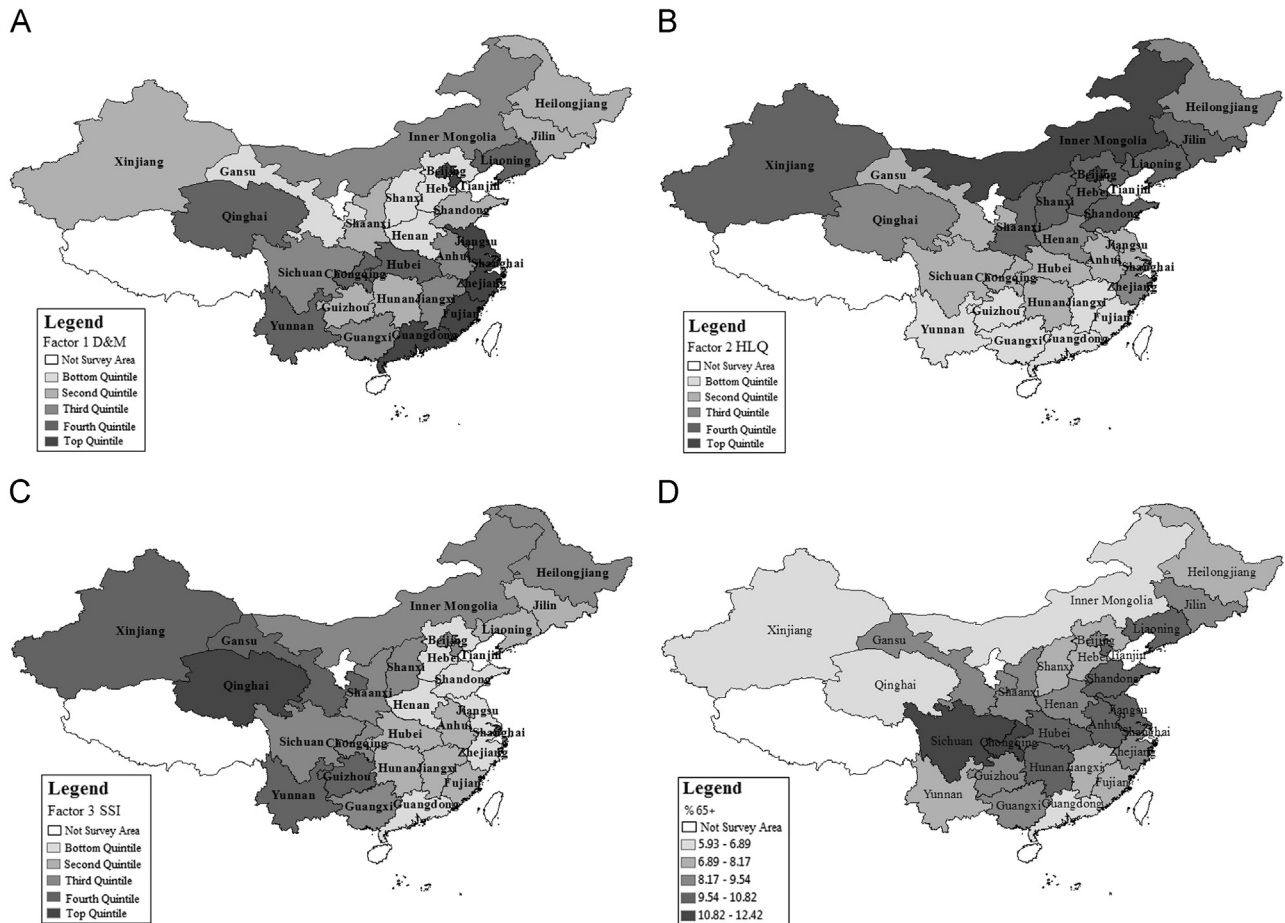 A
Heilongjiang
Jilin
Inner Mongolia
Liaoning
Xinjiang
Gansu
Beijing
Hebei Tianjin
Shanxi
Qinghai
Shandong
Shaanxi
Henan
Jiangsu
Anhui
Shanghai
Hubei
Sichuan
Chongqing
Zhejiang
Hunan Jiangxi
Guizhou
Fujian
Yunnan
Guangxi
Guangdong
Legend
Factor 1 D&M
Not Survey Area
Bottom Quintile
Second Quintile
Third Quintile
Fourth Quintile
Top Quintile
B
Heilongjiang
Inner Mongolia
Jilin
Xinjiang
Liaoning
Gansu
Beijing
Hebei Tianjin
Shanxi
Qinghai
Shandong
Shaanxi
Henan
Jiangsu
Anhui
Shanghai
Hubei
Sichuan
Chongqing
Zhejiang
Hunan Jiangxi
Guizhou
Fujian
Yunnan
Guangxi
Guangdong
Legend
Factor 2 HLQ
Not Survey Area
Bottom Quintile
Second Quintile
Third Quintile
Fourth Quintile
Top Quintile
C
Heilongjiang
Inner Mongolia
Jilin
Xinjiang
Liaoning
Gansu
Beijing
Hebei Tianjin
Shanxi
Qinghai
Shandong
Shaanxi
Henan
Jiangsu
Anhui
Shanghai
Hubei
Sichuan
Chongqing
Zhejiang
Hunan Jiangxi
Guizhou
Fujian
Yunnan
Guangxi
Guangdong
Legend
Factor 3 SSI
Not Survey Area
Bottom Quintile
Second Quintile
Third Quintile
Fourth Quintile
Top Quintile
D
Heilongjiang
Inner Mongolia
Jilin
Xinjiang
Liaoning
Gansu
Beijing
Hebei Tianjin
Shanxi
Qinghai
Shandong
Shaanxi
Henan
Jiangsu
Anhui
Shanghai
Hubei
Sichuan
Chongqing
Zhejiang
Hunan Jiangxi
Guizhou
Fujian
Yunnan
Guangxi
Guangdong
Legend
% 65+
Not Survey Area
5.93 - 6.89
6.89 - 8.17
8.17 - 9.54
9.54 - 10.82
10.82 - 12.42